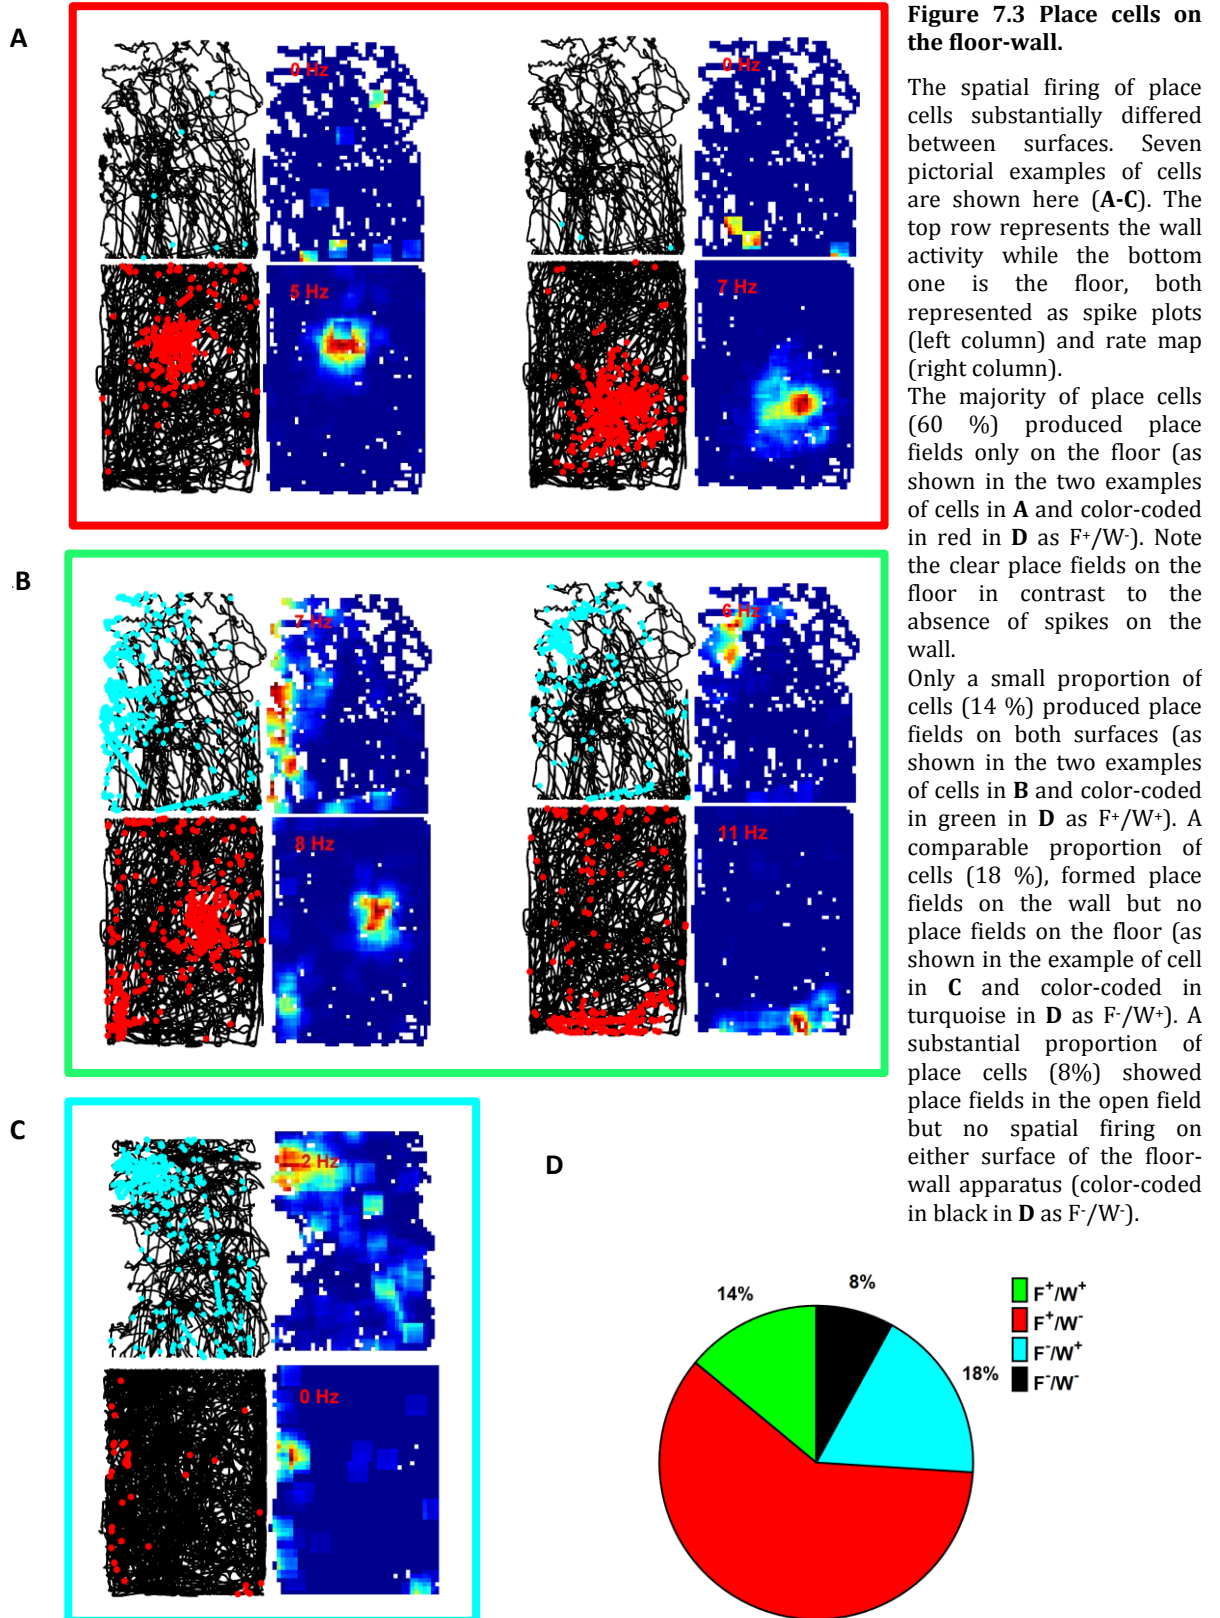 A
0 Hz
0 Hz
5 Hz
7 Hz
.B
7 Hz
6 Hz
8 Hz
11 Hz
C
2 Hz
0 Hz
D
14%
8%
18%
F⁺/W⁺
F⁺/W⁻
F⁻/W⁺
F⁻/W⁻
Figure 7.3 Place cells on
the floor-wall.
The spatial firing of place
cells substantially differed
between surfaces. Seven
pictorial examples of cells
are shown here (A-C). The
top row represents the wall
activity while the bottom
one is the floor, both
represented as spike plots
(left column) and rate map
(right column).
The majority of place cells
(60 %) produced place
fields only on the floor (as
shown in the two examples
of cells in A and color-coded
in red in D as F⁺/W⁻). Note
the clear place fields on the
floor in contrast to the
absence of spikes on the
wall.
Only a small proportion of
cells (14 %) produced place
fields on both surfaces (as
shown in the two examples
of cells in B and color-coded
in green in D as F⁺/W⁺). A
comparable proportion of
cells (18 %), formed place
fields on the wall but no
place fields on the floor (as
shown in the example of cell
in C and color-coded in
turquoise in D as F⁻/W⁺). A
substantial proportion of
place cells (8%) showed
place fields in the open field
but no spatial firing on
either surface of the floor-
wall apparatus (color-coded
in black in D as F⁻/W⁻).